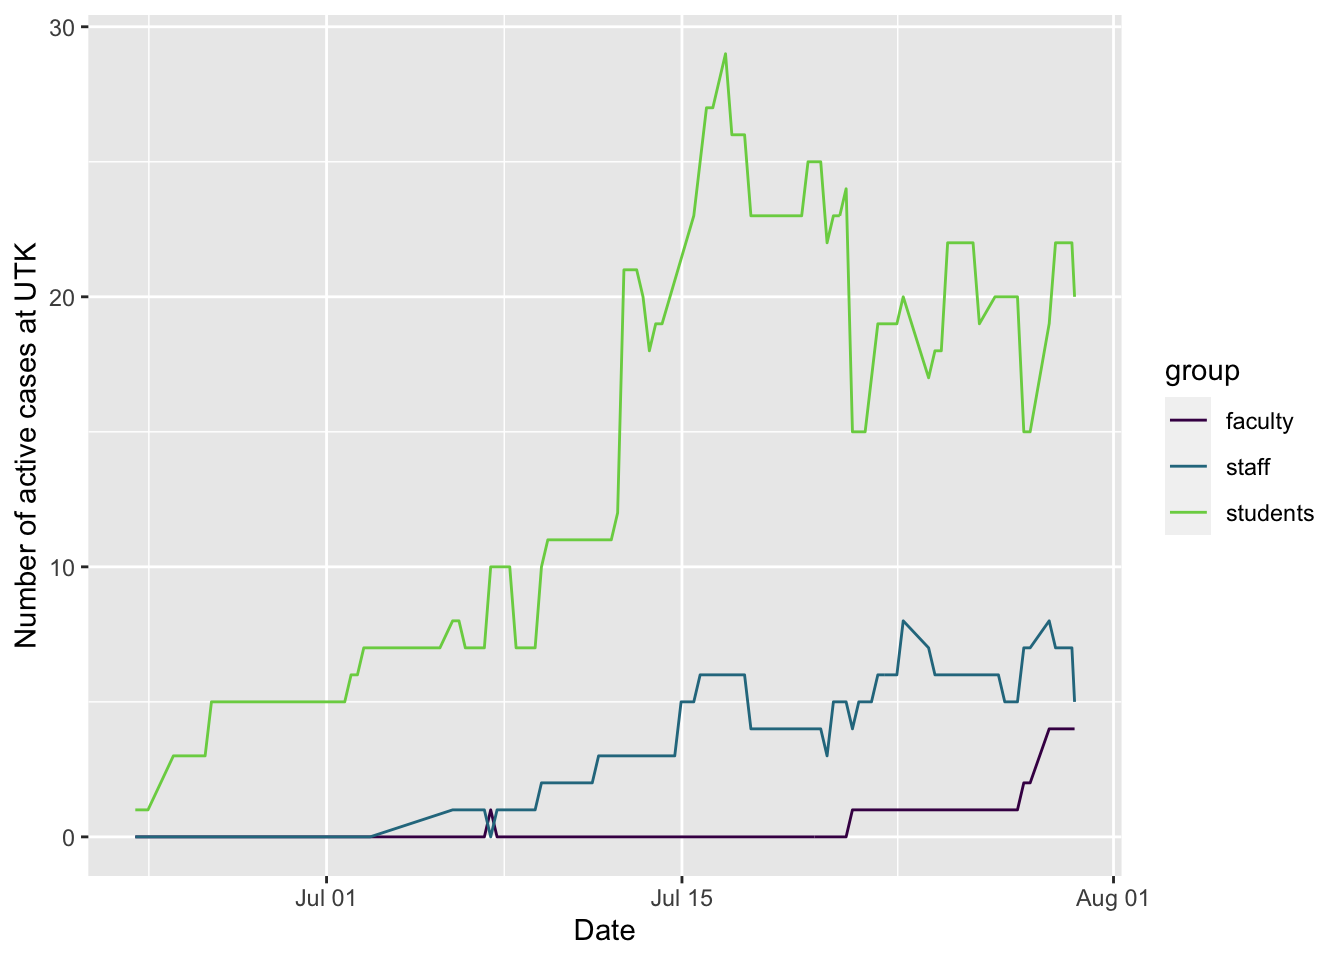 30
20
10
0
Number of active cases at UTK
Jul 01
Jul 15
Aug 01
Date
group
faculty
staff
students